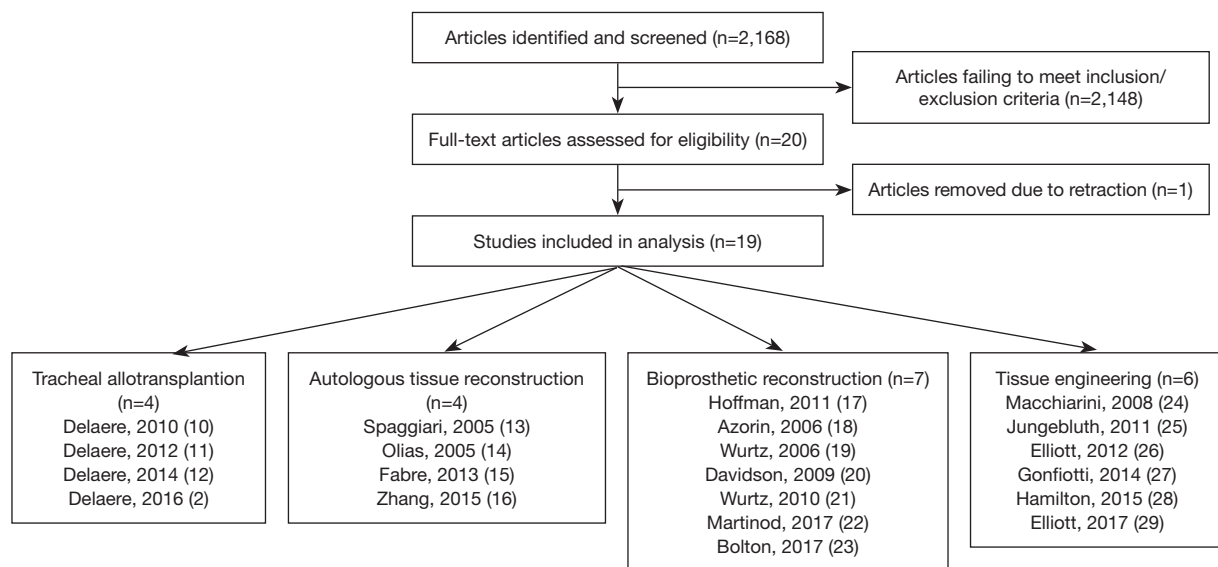 Articles identified and screened (n=2,168)
Articles failing to meet inclusion/
exclusion criteria (n=2,148)
Full-text articles assessed for eligibility (n=20)
Articles removed due to retraction (n=1)
Studies included in analysis (n=19)
Tracheal allotransplantion
(n=4)
Delaere, 2010 (10)
Delaere, 2012 (11)
Delaere, 2014 (12)
Delaere, 2016 (2)
Autologous tissue reconstruction
(n=4)
Spaggiari, 2005 (13)
Olias, 2005 (14)
Fabre, 2013 (15)
Zhang, 2015 (16)
Bioprosthetic reconstruction (n=7)
Hoffman, 2011 (17)
Azorin, 2006 (18)
Wurtz, 2006 (19)
Davidson, 2009 (20)
Wurtz, 2010 (21)
Martinod, 2017 (22)
Bolton, 2017 (23)
Tissue engineering (n=6)
Macchiarini, 2008 (24)
Jungebluth, 2011 (25)
Elliott, 2012 (26)
Gonfiotti, 2014 (27)
Hamilton, 2015 (28)
Elliott, 2017 (29)